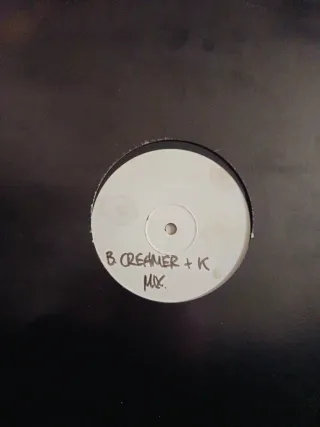 B. CREAMER + K
MIX.